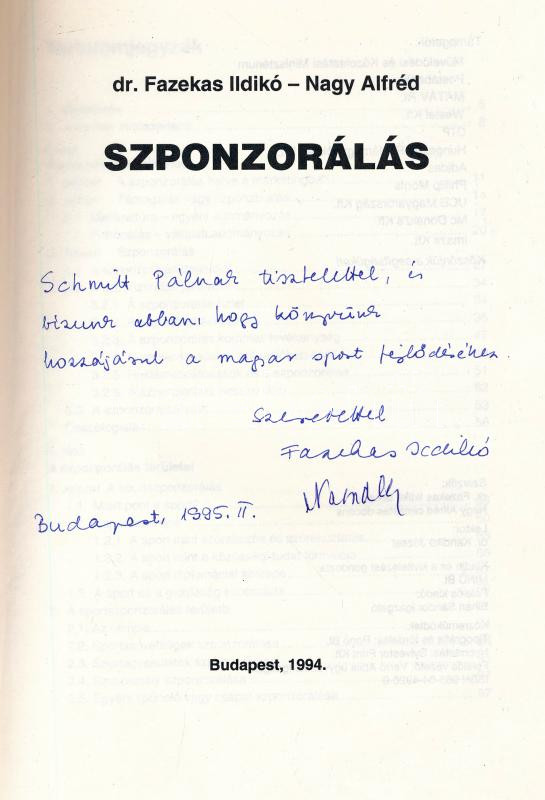 dr. Fazekas Ildikó – Nagy Alfréd
SZPONZORÁLÁS
Schmitt Pálnak tisztelettel, és
bízunk abban, hogy könyvünk
hozzájárul a magyar sport fejlődéséhez.
Szeretettel
Fazekas Ildikó
Budapest, 1995. II.
Budapest, 1994.